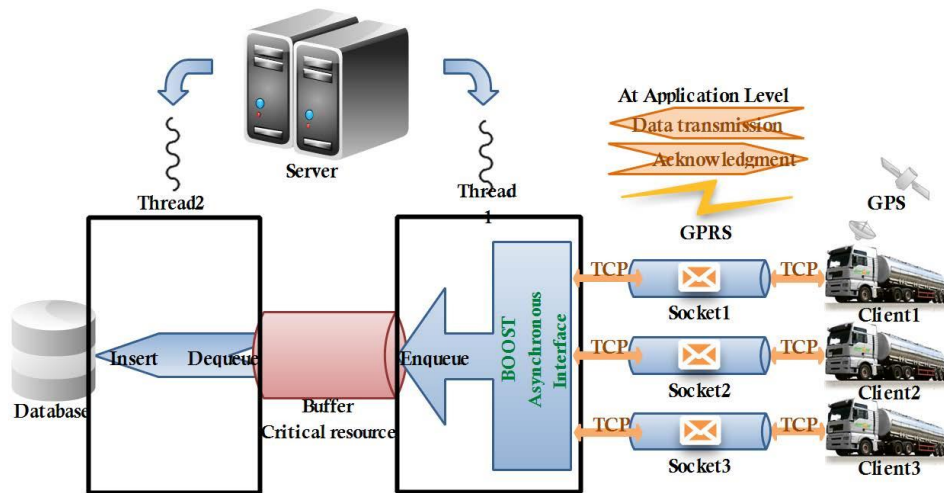 Server
At Application Level
Data transmission
Acknowledgment
GPRS
GPS
Thread2
Thread
1
Database
Insert
Dequeue
Buffer
Critical resource
Enqueue
BOOST
Asynchronous
Interface
TCP
Socket1
TCP
Client1
TCP
Socket2
TCP
Client2
TCP
Socket3
TCP
Client3